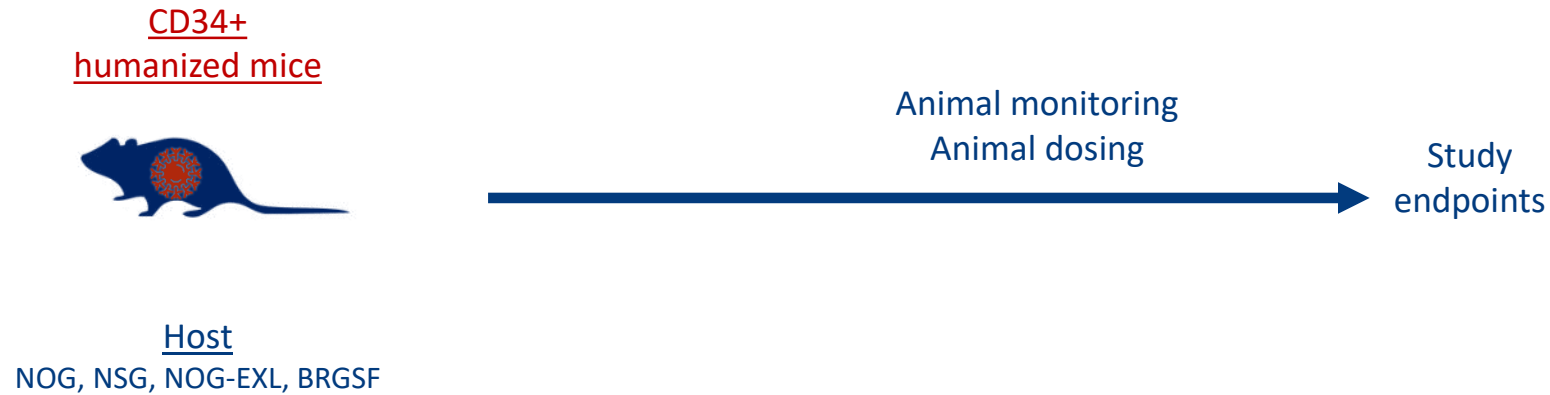 CD34+
humanized mice
Animal monitoring
Animal dosing
Study
endpoints
Host
NOG, NSG, NOG-EXL, BRGSF